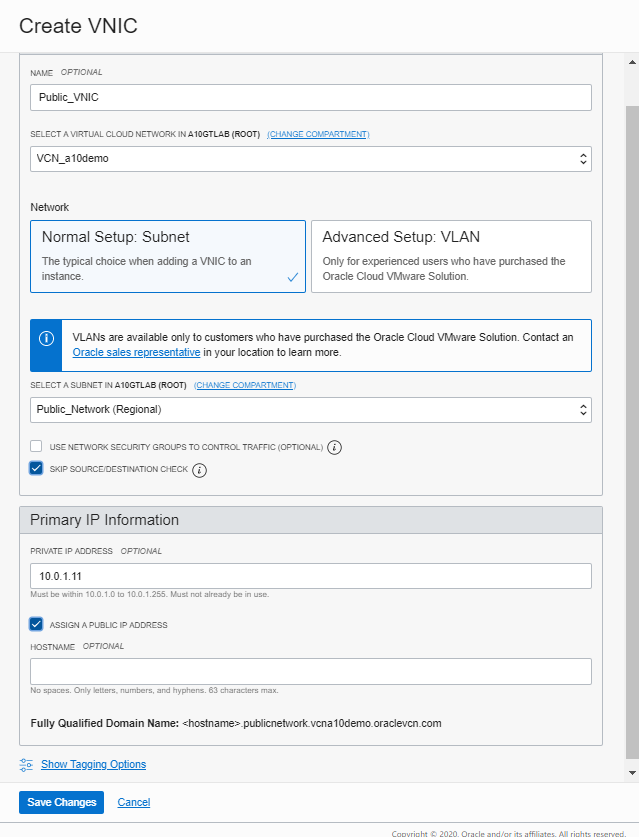 Create VNIC
NAME OPTIONAL
Public_VNIC
SELECT A VIRTUAL CLOUD NETWORK IN A10GTLAB (ROOT) (CHANGE COMPARTMENT)
VCN_a10demo
Network
Normal Setup: Subnet
The typical choice when adding a VNIC to an
instance.
Advanced Setup: VLAN
Only for experienced users who have purchased the
Oracle Cloud VMware Solution.
VLANs are available only to customers who have purchased the Oracle Cloud VMware Solution. Contact an
Oracle sales representative in your location to learn more.
SELECT A SUBNET IN A10GTLAB (ROOT) (CHANGE COMPARTMENT)
Public_Network (Regional)
USE NETWORK SECURITY GROUPS TO CONTROL TRAFFIC (OPTIONAL) i
SKIP SOURCE/DESTINATION CHECK i
Primary IP Information
PRIVATE IP ADDRESS OPTIONAL
10.0.1.11
Must be within 10.0.1.0 to 10.0.1.255. Must not already be in use.
ASSIGN A PUBLIC IP ADDRESS
HOSTNAME OPTIONAL
No spaces. Only letters, numbers, and hyphens. 63 characters max.
Fully Qualified Domain Name: <hostname>.publicnetwork.vcna10demo.oraclevcn.com
Show Tagging Options
Save Changes Cancel
Copyright © 2020, Oracle and/or its affiliates. All rights reserved.